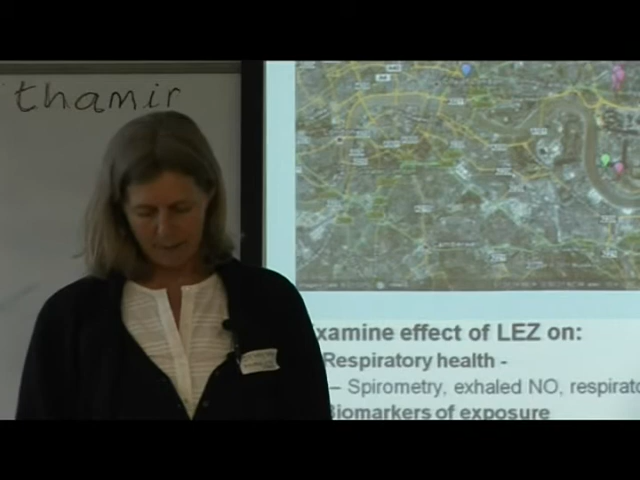 thamir
xamine effect of LEZ on:
Respiratory health -
– Spirometry, exhaled NO, respirato
Biomarkers of exposure